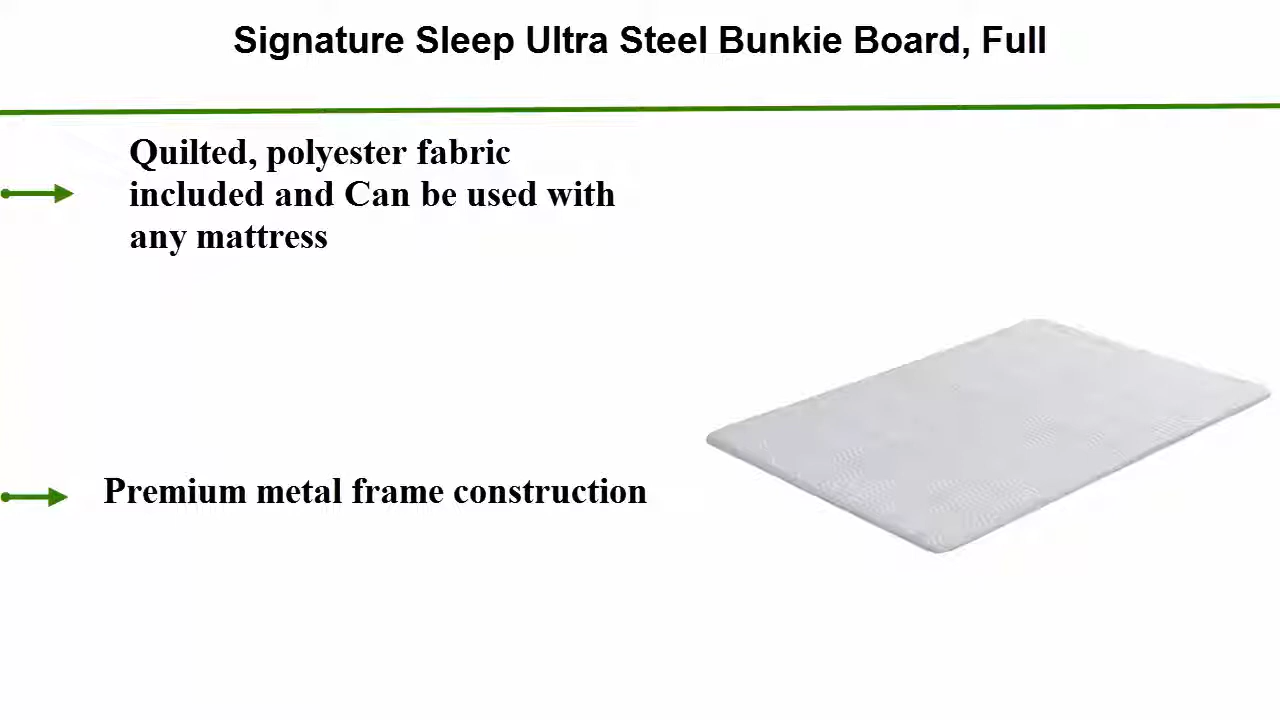 Signature Sleep Ultra Steel Bunkie Board, Full
Quilted, polyester fabric
included and Can be used with
any mattress
Premium metal frame construction